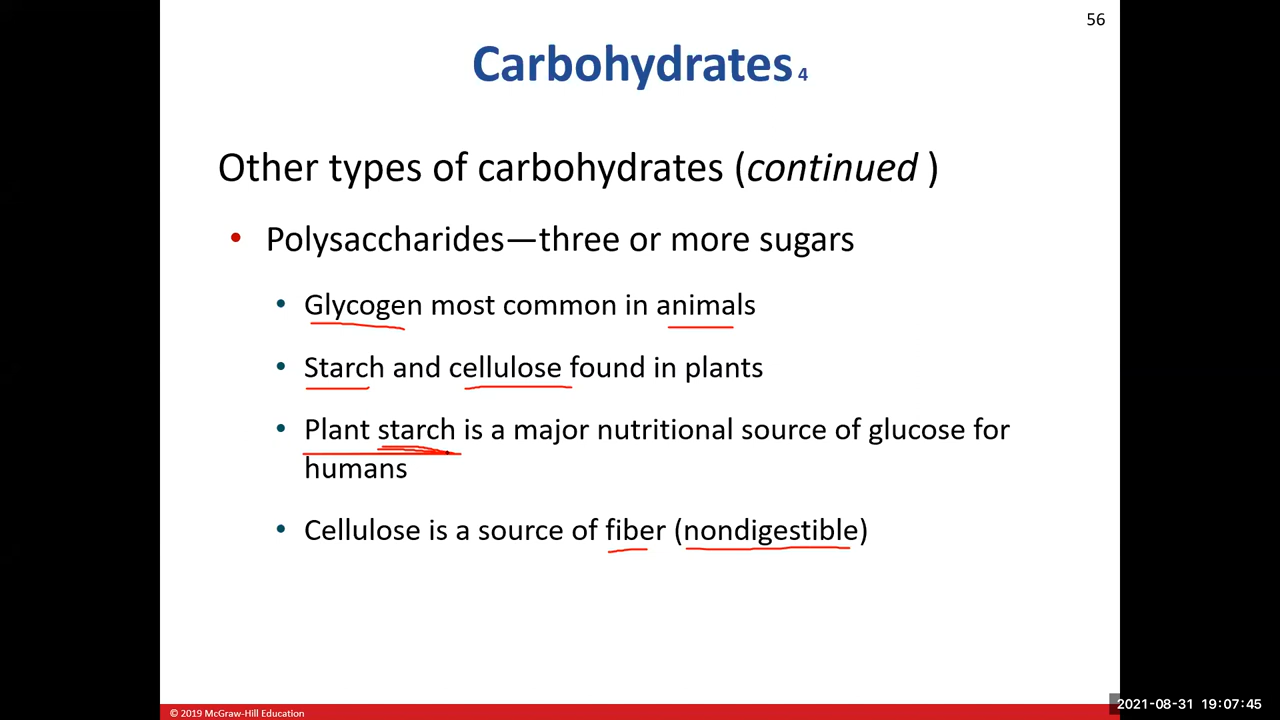 56
Carbohydrates 4
Other types of carbohydrates (continued )
• Polysaccharides—three or more sugars
• Glycogen most common in animals
• Starch and cellulose found in plants
• Plant starch is a major nutritional source of glucose for
humans
• Cellulose is a source of fiber (nondigestible)
© 2019 McGraw-Hill Education
2021-08-31 19:07:45